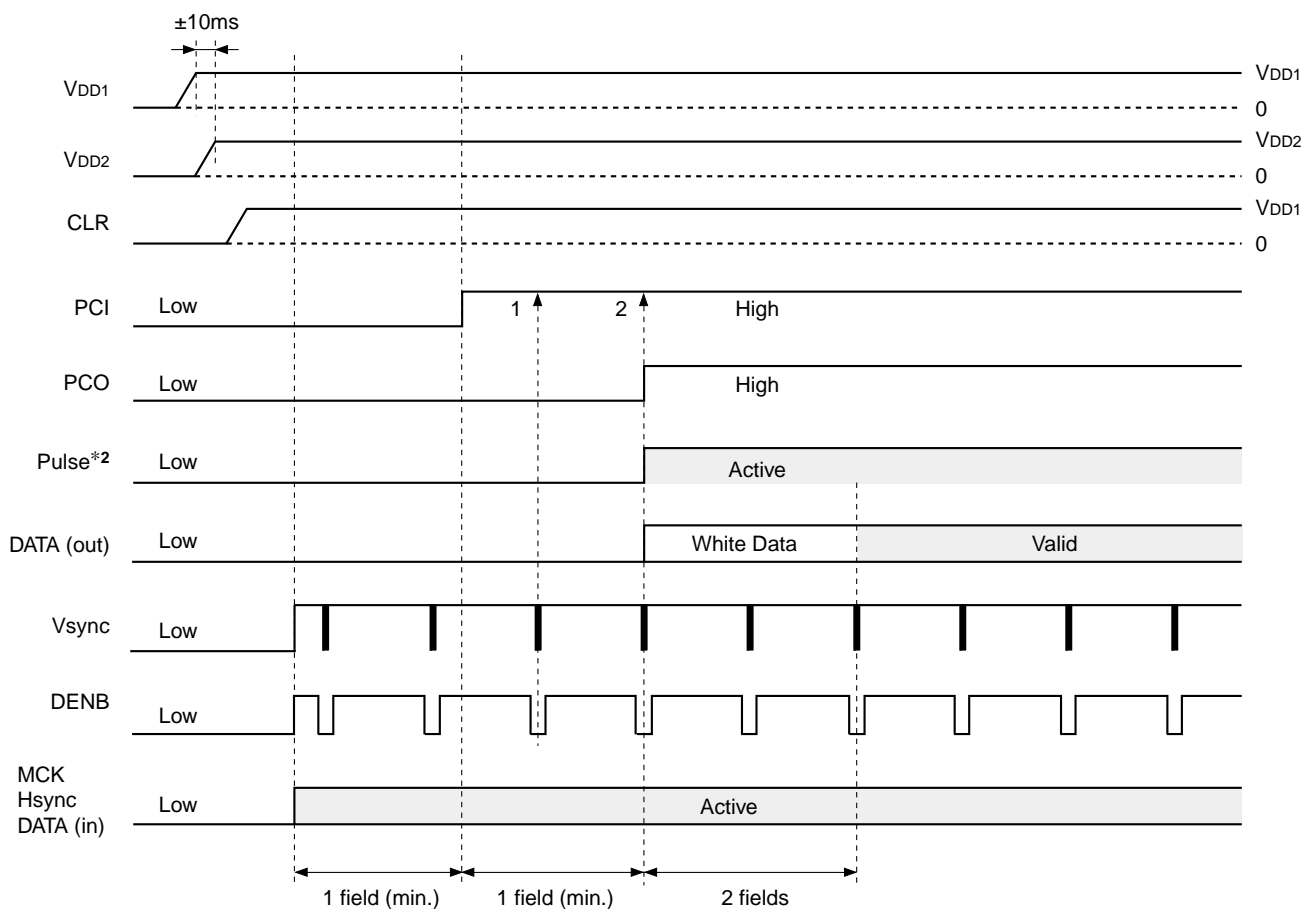 ±10ms
VDD1
VDD1
0
VDD2
VDD2
0
CLR
VDD1
0
PCI
Low
1
2
High
PCO
Low
High
Pulse*2
Low
Active
DATA (out)
Low
White Data
Valid
Vsync
Low
DENB
Low
MCK
Hsync
DATA (in)
Low
Active
1 field (min.)
1 field (min.)
2 fields